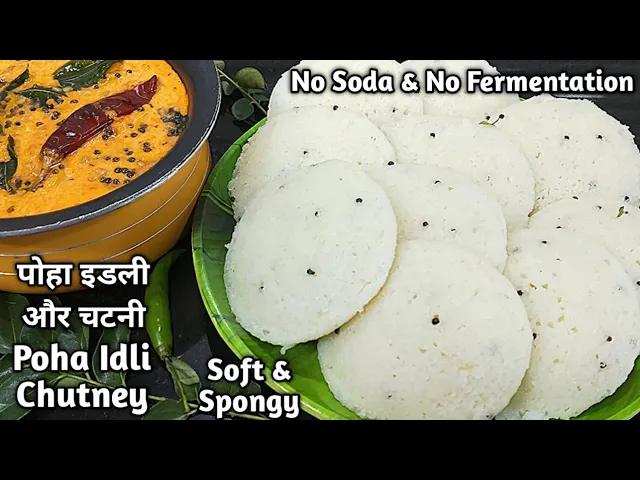 No Soda & No Fermentation
पोहा इडली
और चटनी
Poha Idli
Chutney
Soft &
Spongy